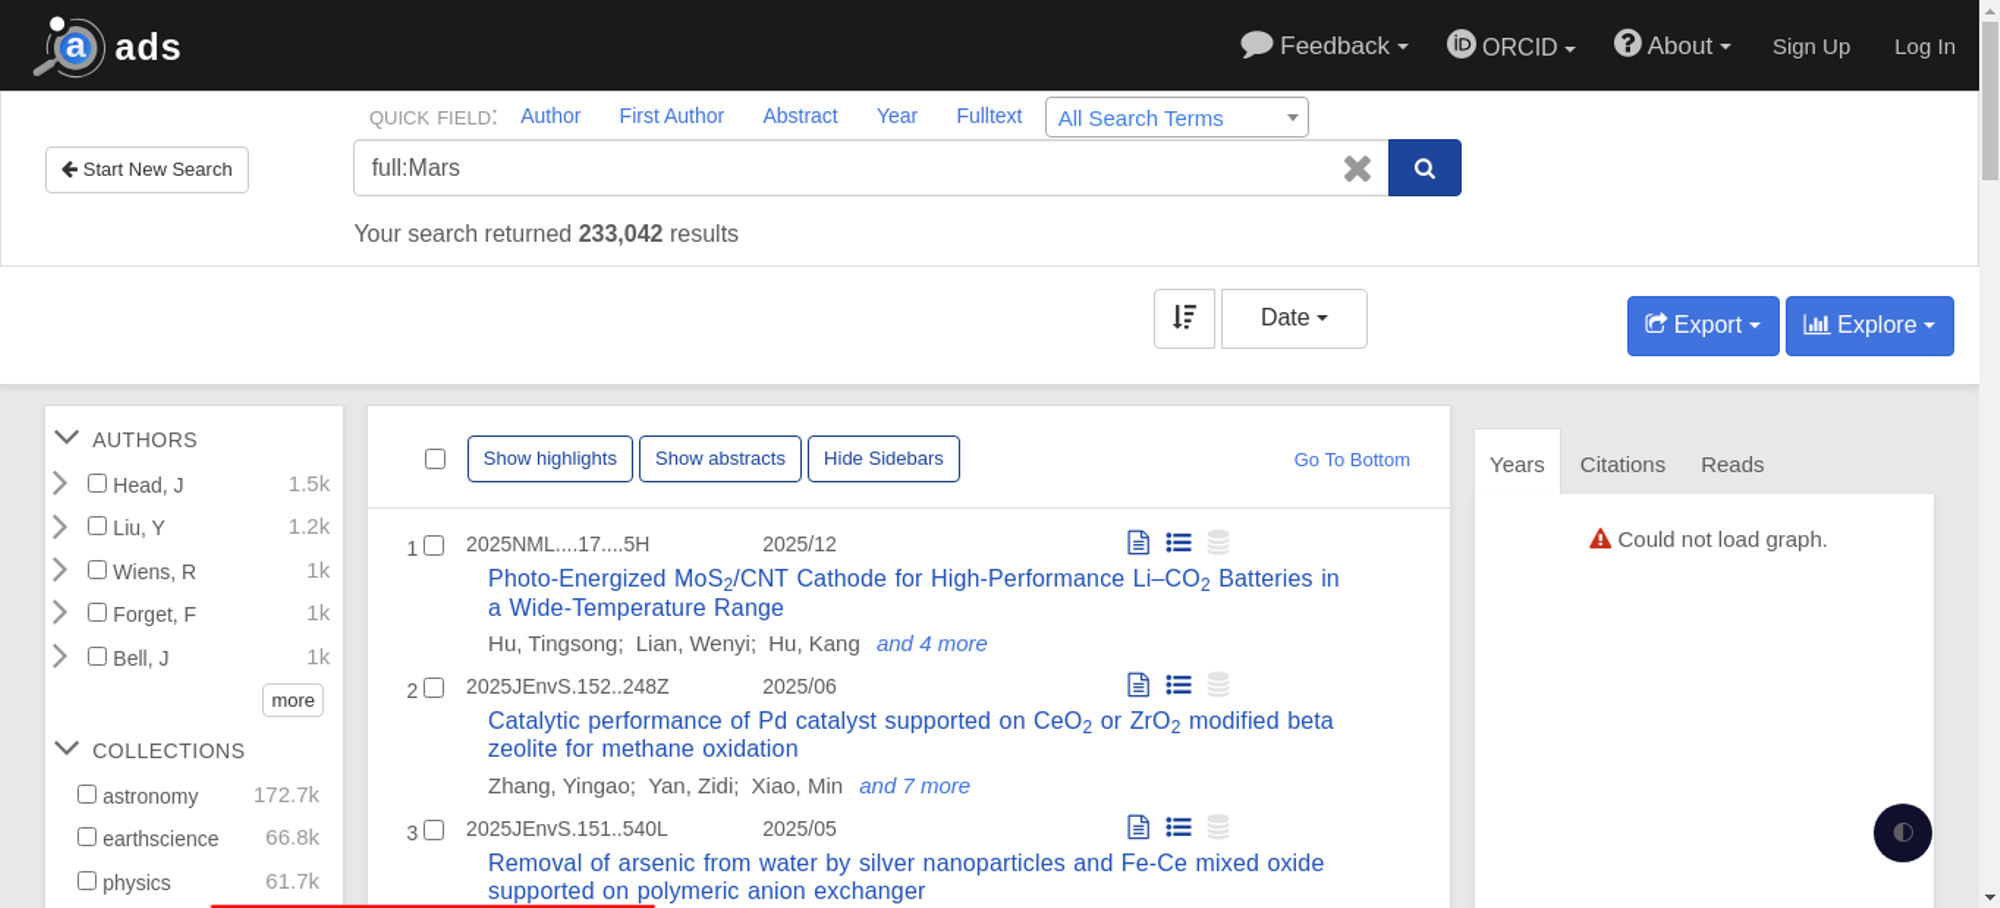 a ads
Feedback
ORCID
About
Sign Up
Log In
QUICK FIELD: Author First Author Abstract Year Fulltext All Search Terms
Start New Search
full:Mars
Your search returned 233,042 results
Date
Export
Explore
AUTHORS
Head, J 1.5k
Liu, Y 1.2k
Wiens, R 1k
Forget, F 1k
Bell, J 1k
more
COLLECTIONS
astronomy 172.7k
earthscience 66.8k
physics 61.7k
Show highlights Show abstracts Hide Sidebars Go To Bottom
1 2025NML....17....5H 2025/12
Photo-Energized MoS2/CNT Cathode for High-Performance Li–CO2 Batteries in
a Wide-Temperature Range
Hu, Tingsong; Lian, Wenyi; Hu, Kang and 4 more
2 2025JEnvS.152..248Z 2025/06
Catalytic performance of Pd catalyst supported on CeO2 or ZrO2 modified beta
zeolite for methane oxidation
Zhang, Yingao; Yan, Zidi; Xiao, Min and 7 more
3 2025JEnvS.151..540L 2025/05
Removal of arsenic from water by silver nanoparticles and Fe-Ce mixed oxide
supported on polymeric anion exchanger
Years Citations Reads
Could not load graph.